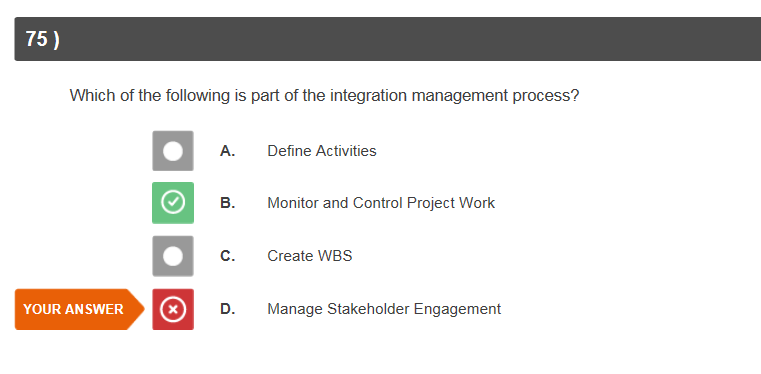 75 )
Which of the following is part of the integration management process?
A. Define Activities
B. Monitor and Control Project Work
C. Create WBS
YOUR ANSWER D. Manage Stakeholder Engagement